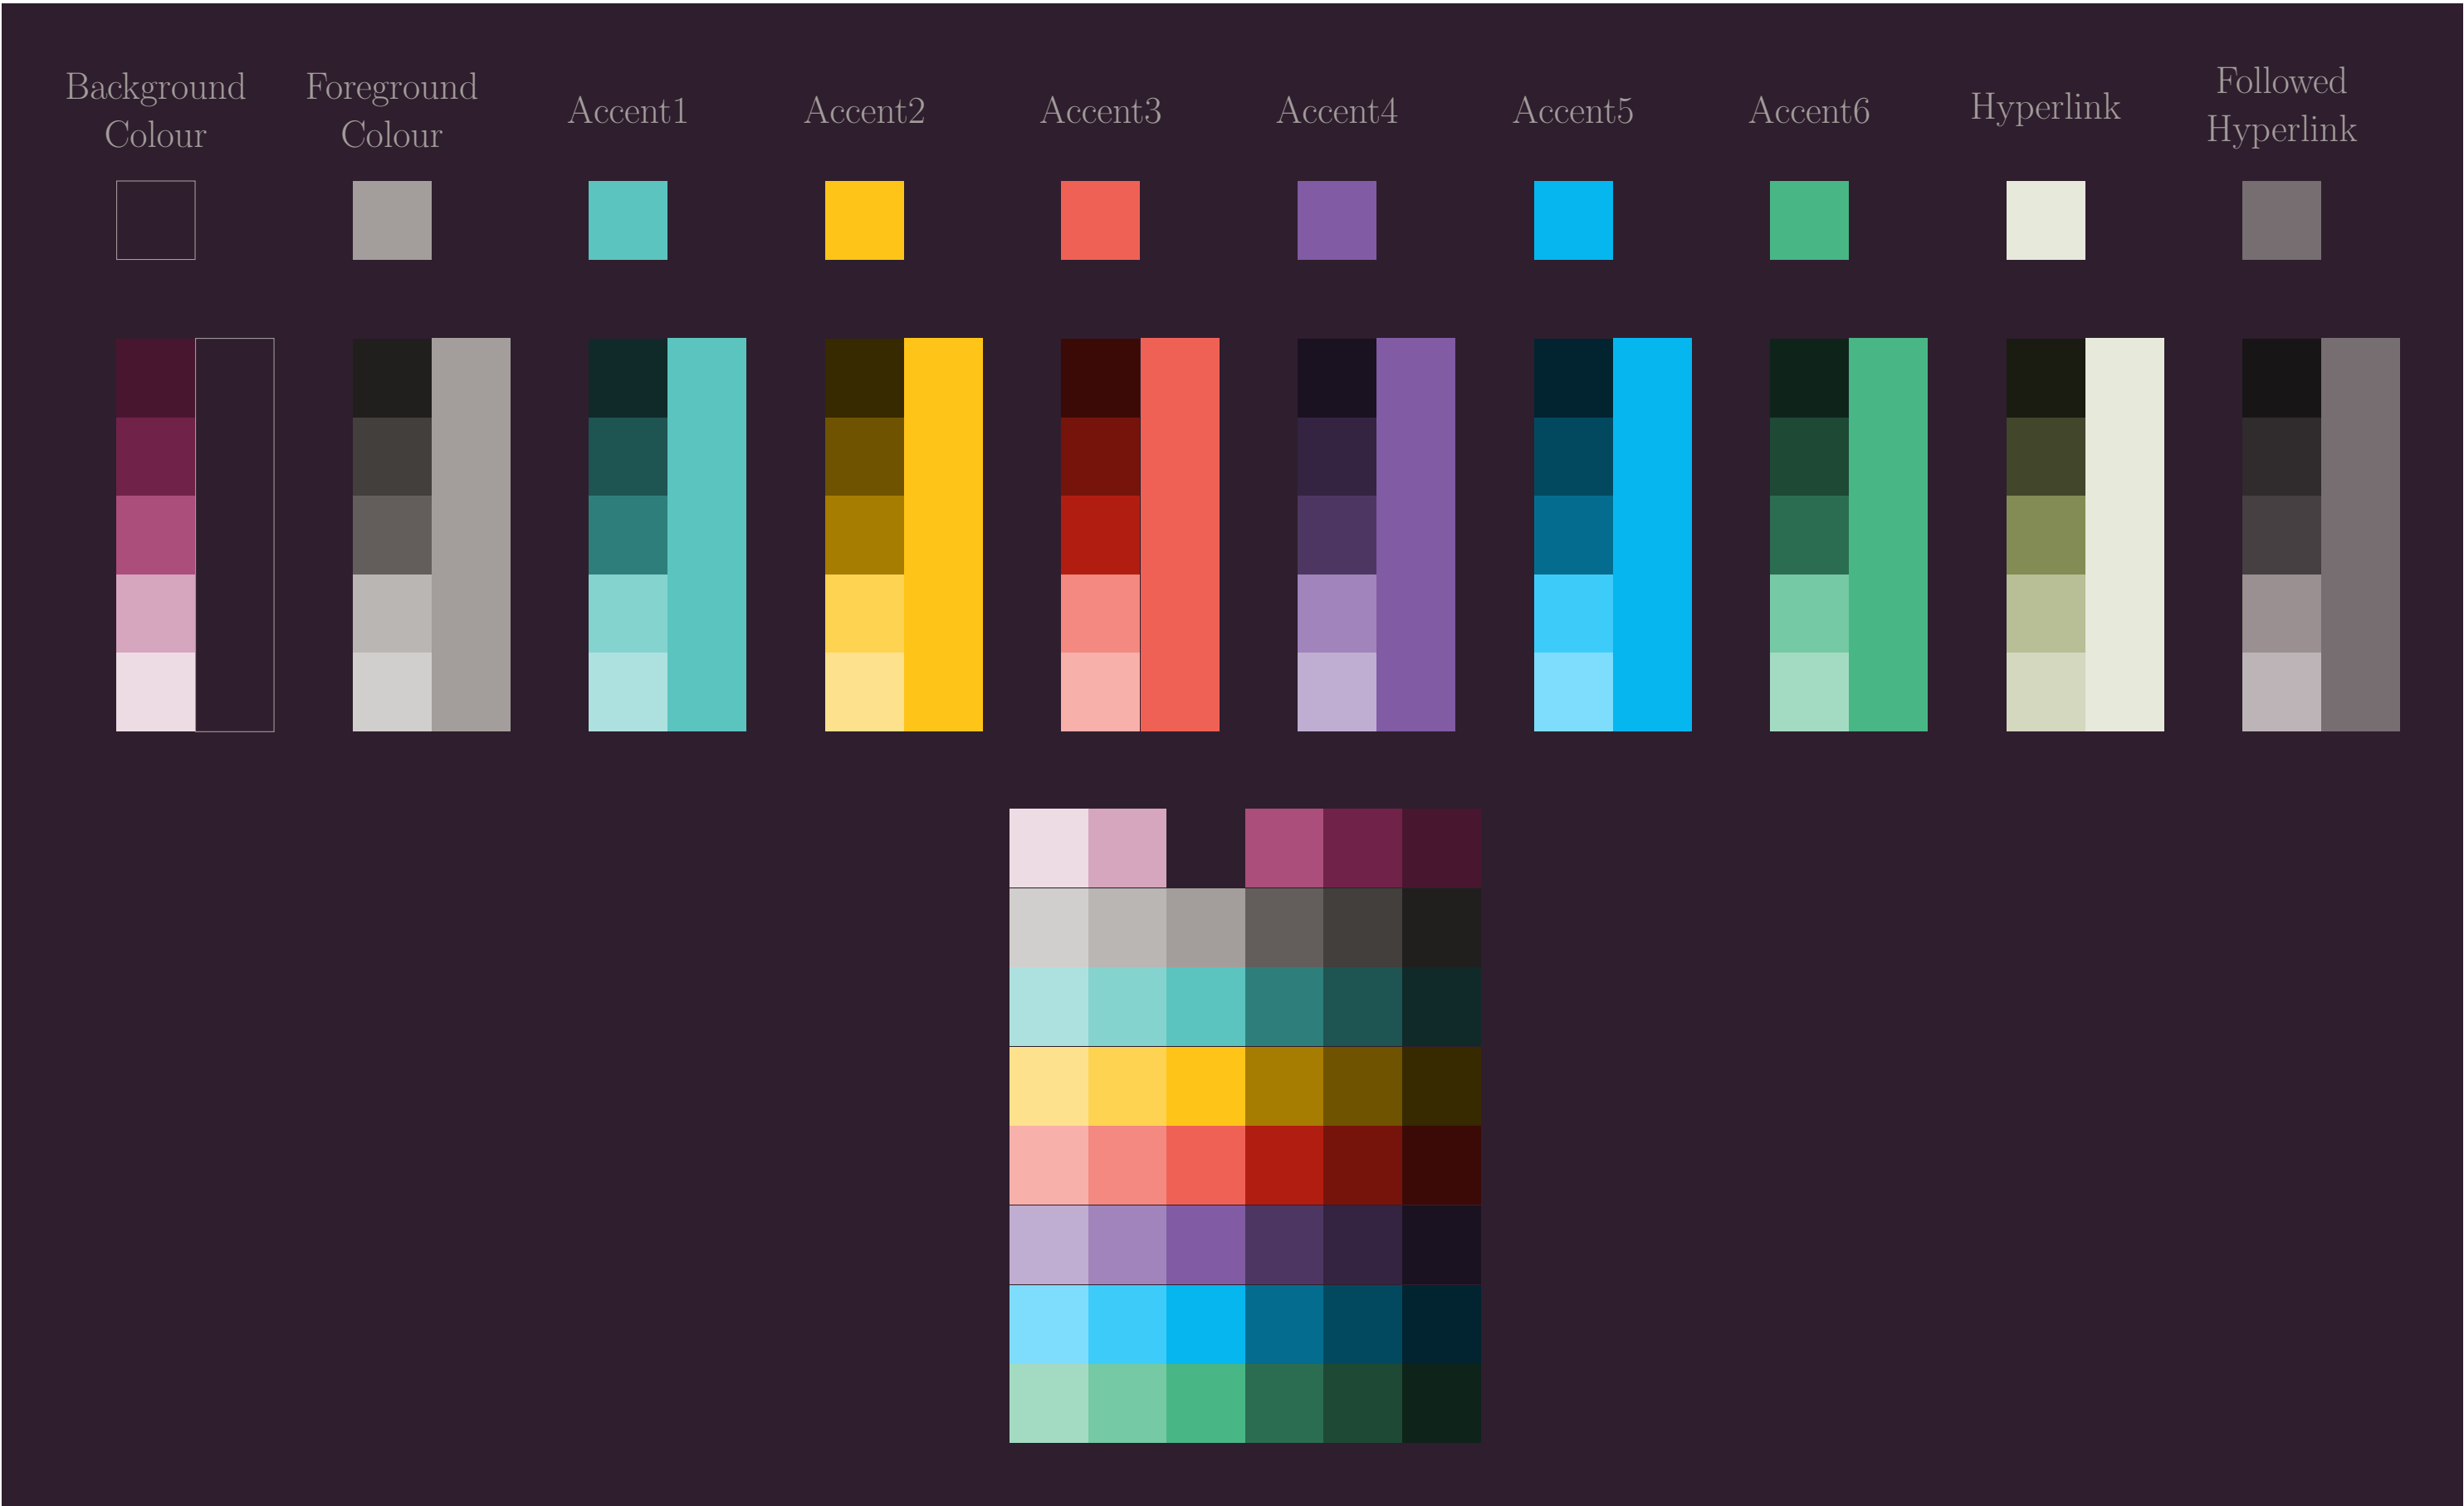 Background
Colour
Foreground
Colour
Accent1
Accent2
Accent3
Accent4
Accent5
Accent6
Hyperlink
Followed
Hyperlink